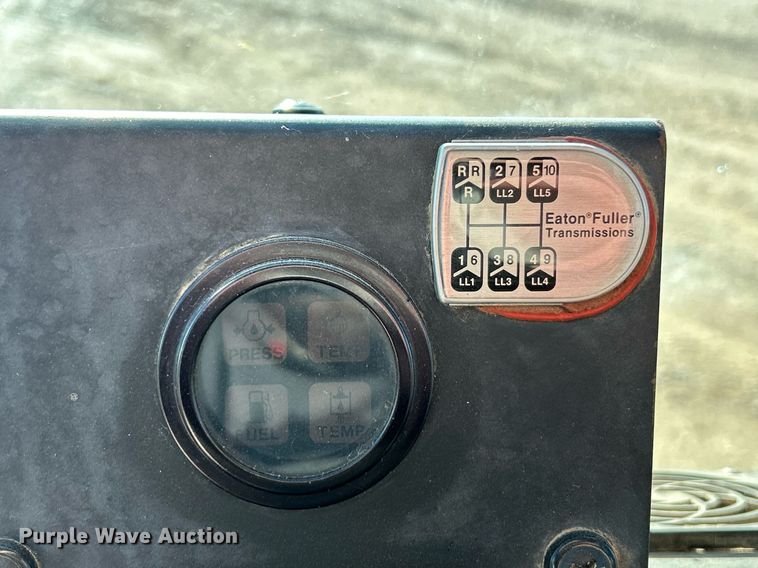 R R 2 7 5 10
R LL2 LL5
Eaton®Fuller®
Transmissions
1 6 3 8 4 9
LL1 LL3 LL4
PRESS TEMP
FUEL TEMP
Purple Wave Auction